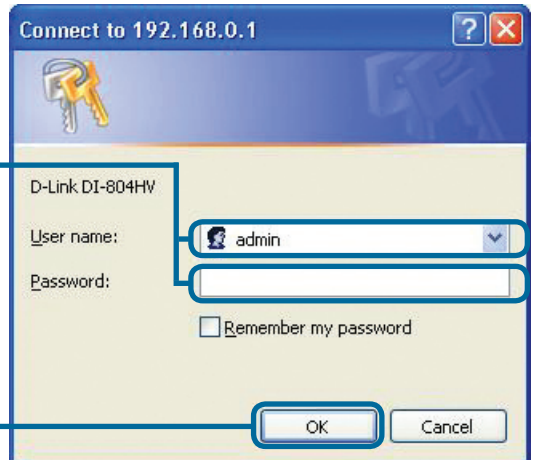 Connect to 192.168.0.1
D-Link DI-804HV
User name:
admin
Password:
Remember my password
OK
Cancel